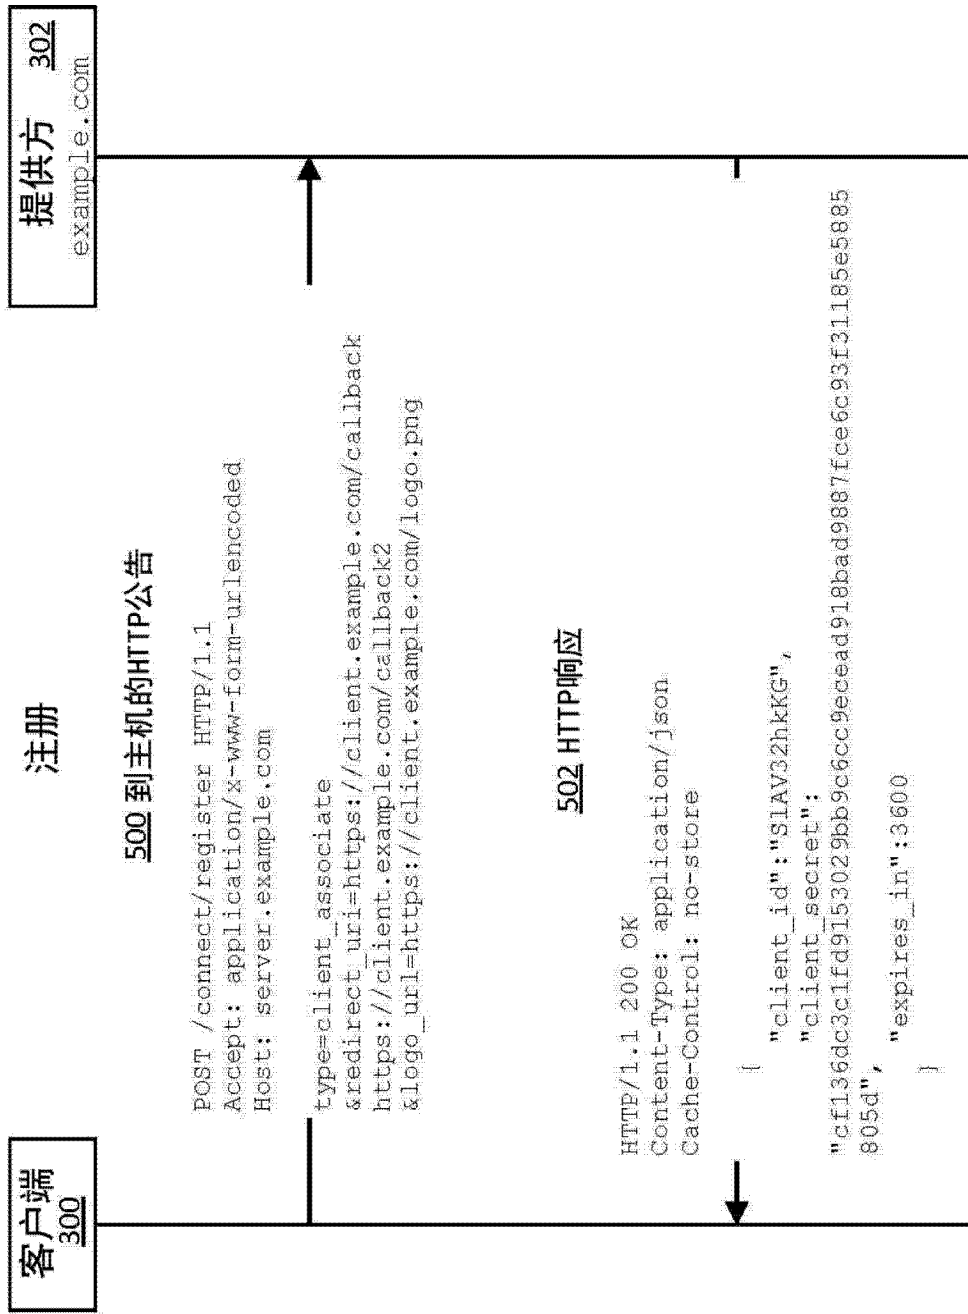 注册
客户端
300
提供方 302
example.com
500 到主机的HTTP公告
POST /connect/register HTTP/1.1
Accept: application/x-www-form-urlencoded
Host: server.example.com
type=client_associate
&redirect_uri=https://client.example.com/callback
https://client.example.com/callback2
&logo_url=https://client.example.com/logo.png
502 HTTP响应
HTTP/1.1 200 OK
Content-Type: application/json
Cache-Control: no-store
{
"client_id":"SlAV32hkKG",
"client_secret":
"cf136dc3c1fd9153029bb9c6cc9ecead918bad9887fce6c93f31185e5885
805d",
"expires_in":3600
}